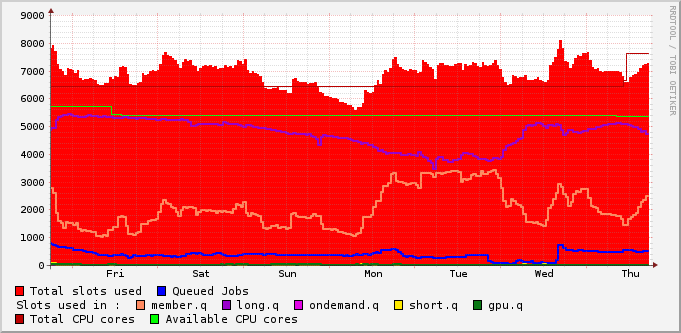 9000
8000
7000
6000
5000
4000
3000
2000
1000
0
Fri Sat Sun Mon Tue Wed Thu
RRDTOOL / TOBI OETIKER
Total slots used Queued Jobs
Slots used in : member.q long.q ondemand.q short.q gpu.q
Total CPU cores Available CPU cores